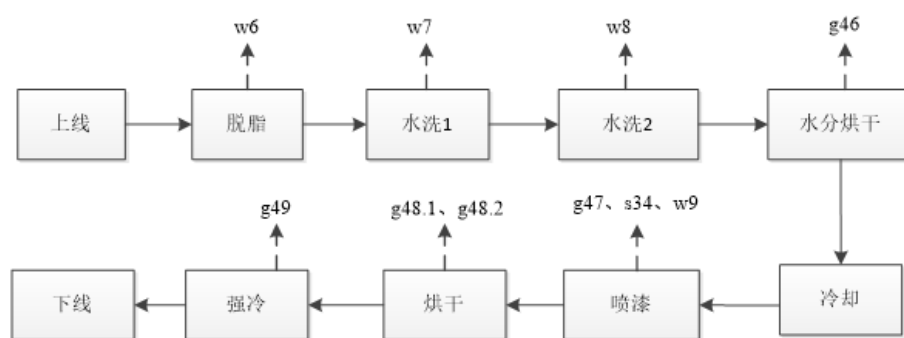 w6
w7
w8
g46
上线
脱脂
水洗1
水洗2
水分烘干
g49
g48.1、g48.2
g47、s34、w9
下线
强冷
烘干
喷漆
冷却